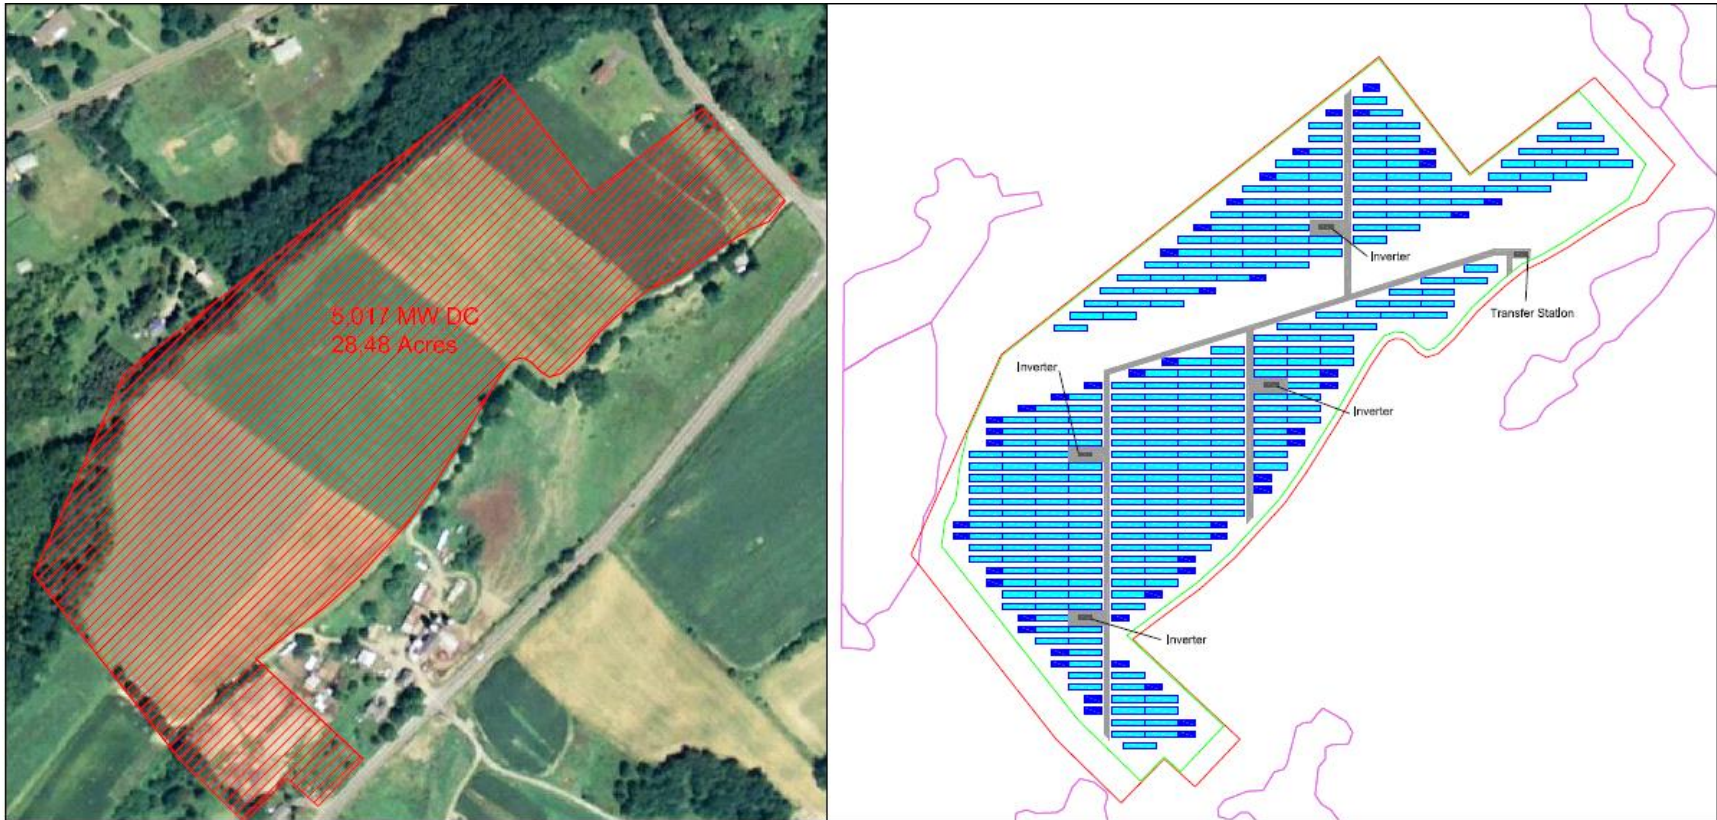 5.017 MW DC
28.48 Acres
Inverter
Transfer Station
Inverter
Inverter
Inverter